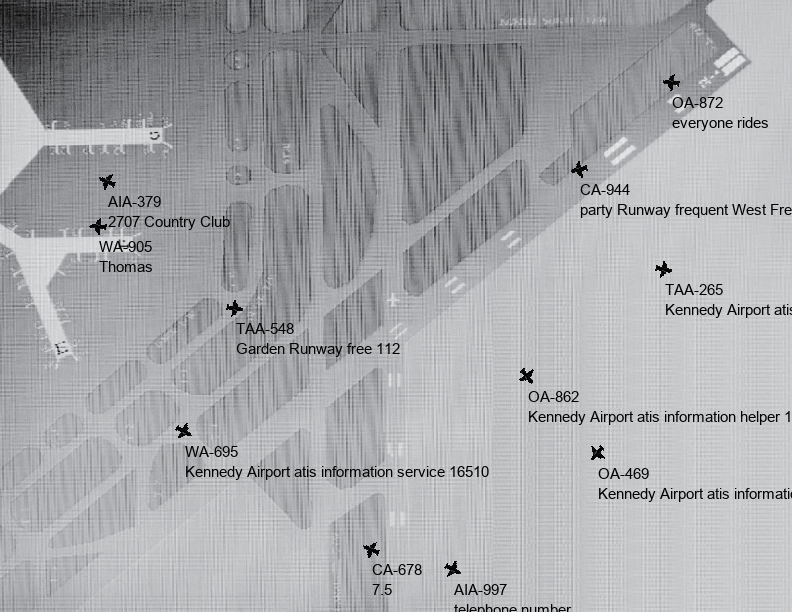 OA-872
everyone rides
CA-944
party Runway frequent West Fre
AIA-379
2707 Country Club
WA-905
Thomas
TAA-265
Kennedy Airport atis
TAA-548
Garden Runway free 112
OA-862
Kennedy Airport atis information helper 1
WA-695
Kennedy Airport atis information service 16510
OA-469
Kennedy Airport atis informati
CA-678
7.5
AIA-997
telephone number